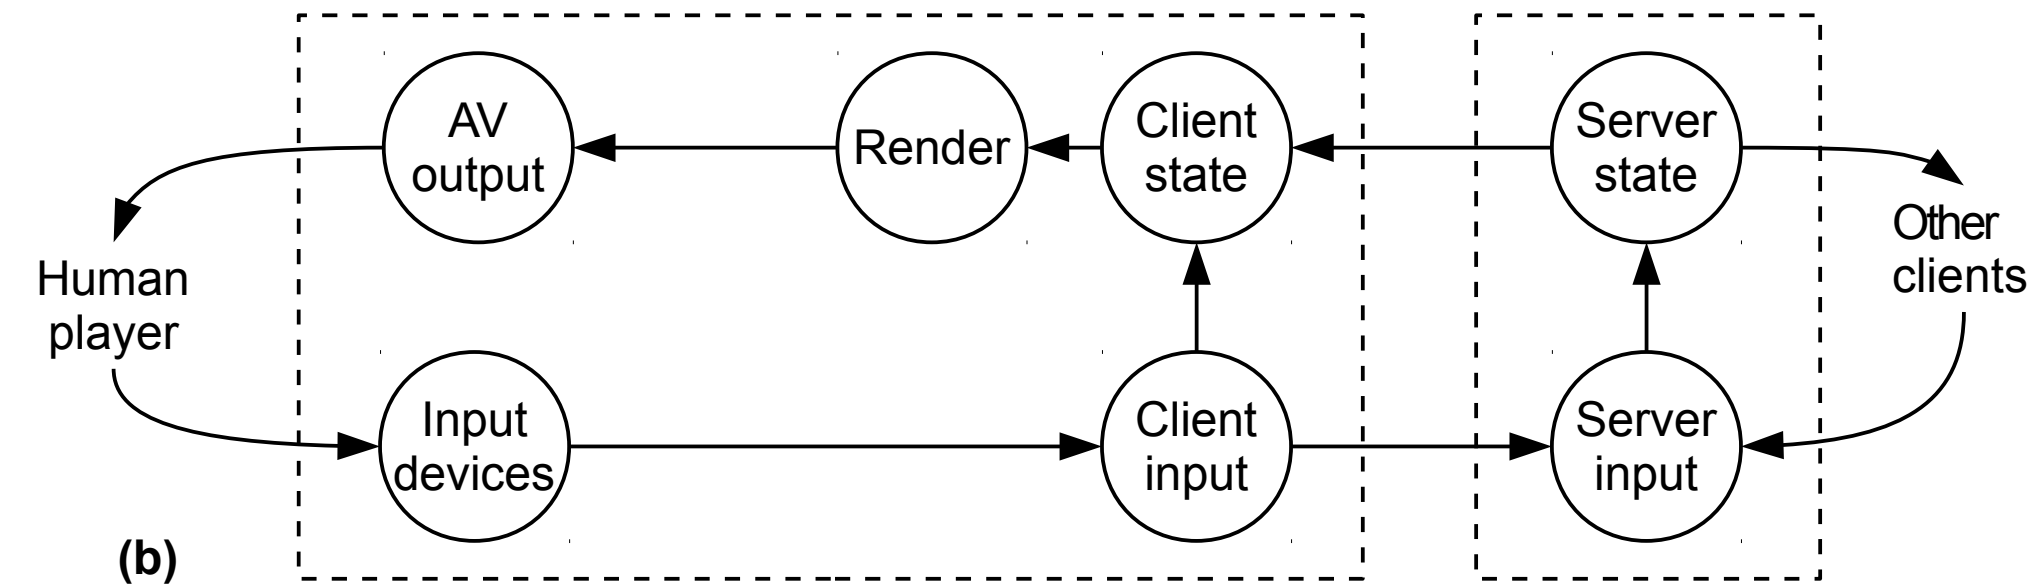 AV
output
Render
Client
state
Server
state
Other
clients
Human
player
Input
devices
Client
input
Server
input
(b)